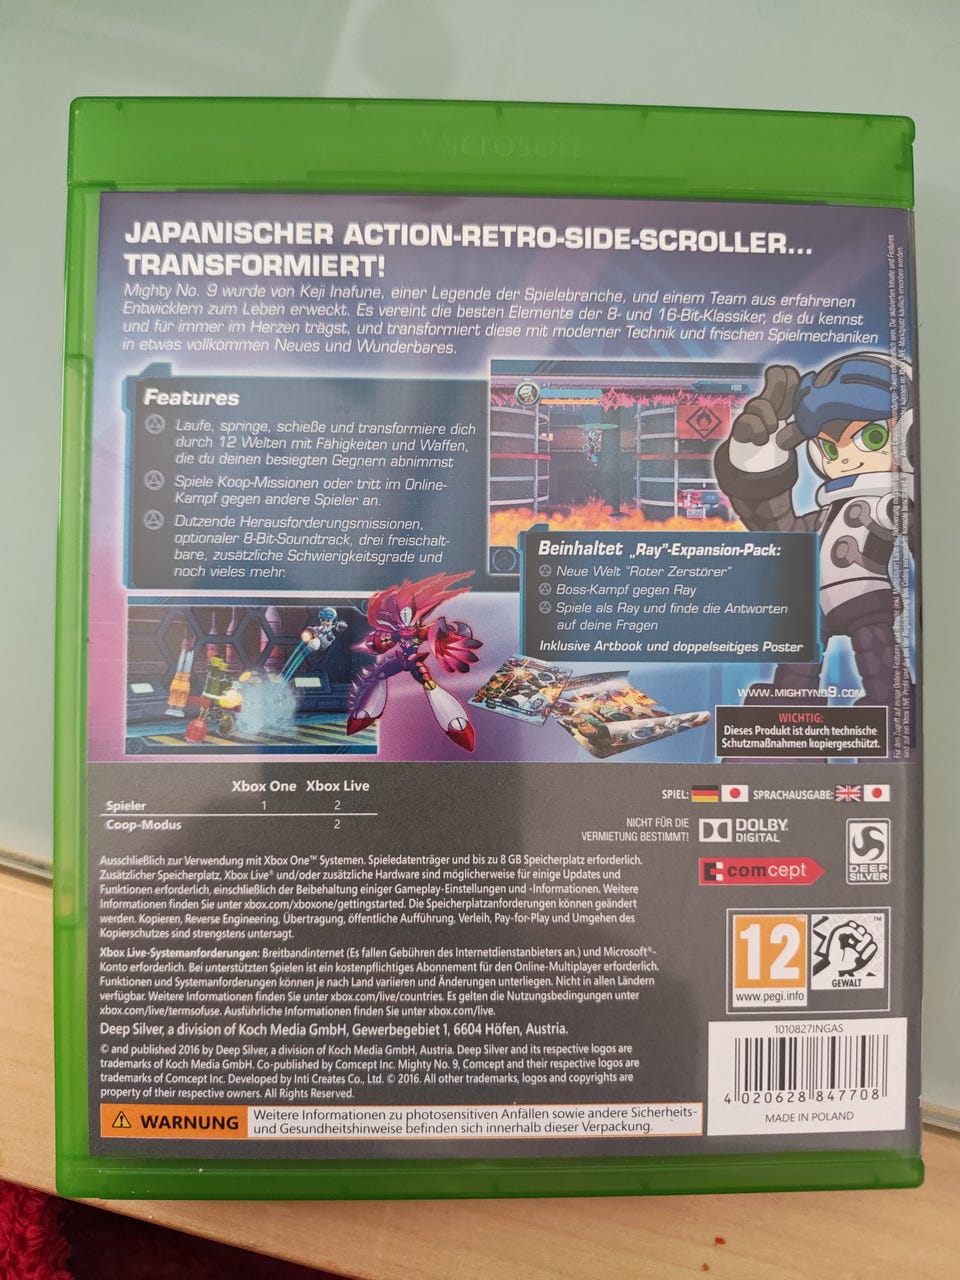 Microsoft
JAPANISCHER ACTION-RETRO-SIDE-SCROLLER...
TRANSFORMIERT!
Mighty No. 9 wurde von Keji Inafune, einer Legende der Spielebranche, und einem Team aus erfahrenen
Entwicklern zum Leben erweckt. Es vereint die besten Elemente der 8- und 16-Bit-Klassiker, die du kennst
und für immer im Herzen trägst, und transformiert diese mit moderner Technik und frischen Spielmechaniken
in etwas vollkommen Neues und Wunderbares.
Features
Laufe, springe, schieße und transformiere dich
durch 12 Welten mit Fähigkeiten und Waffen,
die du deinen besiegten Gegnern abnimmst
Spiele Koop-Missionen oder tritt im Online-
Kampf gegen andere Spieler an.
Dutzende Herausforderungsmissionen,
optionaler 8-Bit-Soundtrack, drei freischalt-
bare, zusätzliche Schwierigkeitsgrade und
noch vieles mehr.
Beinhaltet „Ray"-Expansion-Pack:
Neue Welt "Roter Zerstörer"
Boss-Kampf gegen Ray
Spiele als Ray und finde die Antworten
auf deine Fragen
Inklusive Artbook und doppelseitiges Poster
WWW.MIGHTYNO9.COM
WICHTIG:
Dieses Produkt ist durch technische
Schutzmaßnahmen kopiergeschützt.
Xbox One Xbox Live
Spieler 1 2
Coop-Modus 2
SPIEL: SPRACHAUSGABE:
NICHT FÜR DIE
VERMIETUNG BESTIMMT!
DOLBY
DIGITAL
comcept
DEEP
SILVER
Ausschließlich zur Verwendung mit Xbox One™ Systemen. Spieledatenträger und bis zu 8 GB Speicherplatz erforderlich.
Zusätzlicher Speicherplatz, Xbox Live® und/oder zusätzliche Hardware sind möglicherweise für einige Updates und
Funktionen erforderlich, einschließlich der Beibehaltung einiger Gameplay-Einstellungen und -Informationen. Weitere
Informationen finden Sie unter xbox.com/xboxone/gettingstarted. Die Speicherplatzanforderungen können geändert
werden. Kopieren, Reverse Engineering, Übertragung, öffentliche Aufführung, Verleih, Pay-for-Play und Umgehen des
Kopierschutzes sind strengstens untersagt.
Xbox Live-Systemanforderungen: Breitbandinternet (Es fallen Gebühren des Internetdienstanbieters an.) und Microsoft®-
Konto erforderlich. Bei unterstützten Spielen ist ein kostenpflichtiges Abonnement für den Online-Multiplayer erforderlich.
Funktionen und Systemanforderungen können je nach Land variieren und Änderungen unterliegen. Nicht in allen Ländern
verfügbar. Weitere Informationen finden Sie unter xbox.com/live/countries. Es gelten die Nutzungsbedingungen unter
xbox.com/live/termsofuse. Ausführliche Informationen finden Sie unter xbox.com/live.
Deep Silver, a division of Koch Media GmbH, Gewerbegebiet 1, 6604 Höfen, Austria.
© and published 2016 by Deep Silver, a division of Koch Media GmbH, Austria. Deep Silver and its respective logos are
trademarks of Koch Media GmbH. Co-published by Comcept Inc. Mighty No. 9, Comcept and their respective logos are
trademarks of Comcept Inc. Developed by Inti Creates Co., Ltd. © 2016. All other trademarks, logos and copyrights are
property of their respective owners. All Rights Reserved.
WARNUNG
Weitere Informationen zu photosensitiven Anfällen sowie andere Sicherheits-
und Gesundheitshinweise befinden sich innerhalb dieser Verpackung.
12
www.pegi.info
GEWALT
1010827INGAS
4 020628 847708
MADE IN POLAND